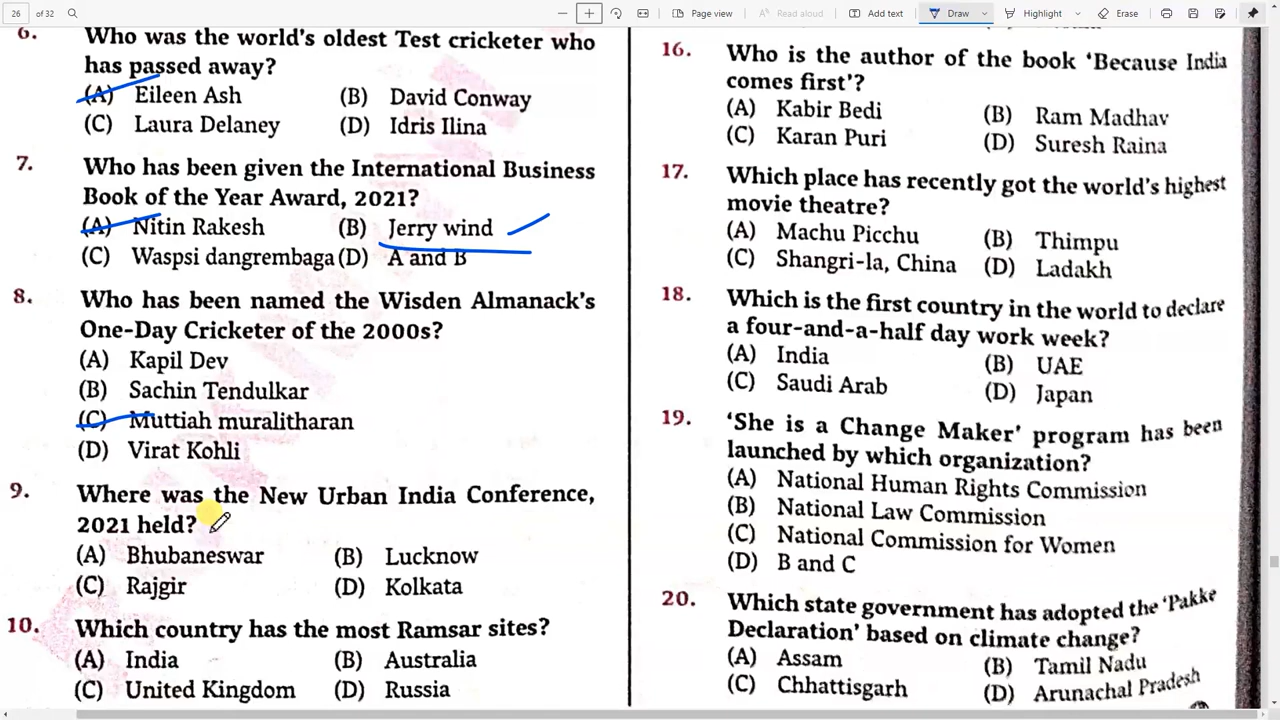 26 of 32
Page view
Read aloud
Add text
Draw
Highlight
Erase
6. Who was the world's oldest Test cricketer who
has passed away?
(A) Eileen Ash (B) David Conway
(C) Laura Delaney (D) Idris Ilina
7. Who has been given the International Business
Book of the Year Award, 2021?
(A) Nitin Rakesh (B) Jerry wind
(C) Waspsi dangrembaga (D) A and B
8. Who has been named the Wisden Almanack's
One-Day Cricketer of the 2000s?
(A) Kapil Dev
(B) Sachin Tendulkar
(C) Muttiah muralitharan
(D) Virat Kohli
9. Where was the New Urban India Conference,
2021 held?
(A) Bhubaneswar (B) Lucknow
(C) Rajgir (D) Kolkata
10. Which country has the most Ramsar sites?
(A) India (B) Australia
(C) United Kingdom (D) Russia
16. Who is the author of the book 'Because India
comes first'?
(A) Kabir Bedi (B) Ram Madhav
(C) Karan Puri (D) Suresh Raina
17. Which place has recently got the world's highest
movie theatre?
(A) Machu Picchu (B) Thimpu
(C) Shangri-la, China (D) Ladakh
18. Which is the first country in the world to declare
a four-and-a-half day work week?
(A) India (B) UAE
(C) Saudi Arab (D) Japan
19. 'She is a Change Maker' program has been
launched by which organization?
(A) National Human Rights Commission
(B) National Law Commission
(C) National Commission for Women
(D) B and C
20. Which state government has adopted the 'Pakke
Declaration' based on climate change?
(A) Assam (B) Tamil Nadu
(C) Chhattisgarh (D) Arunachal Pradesh